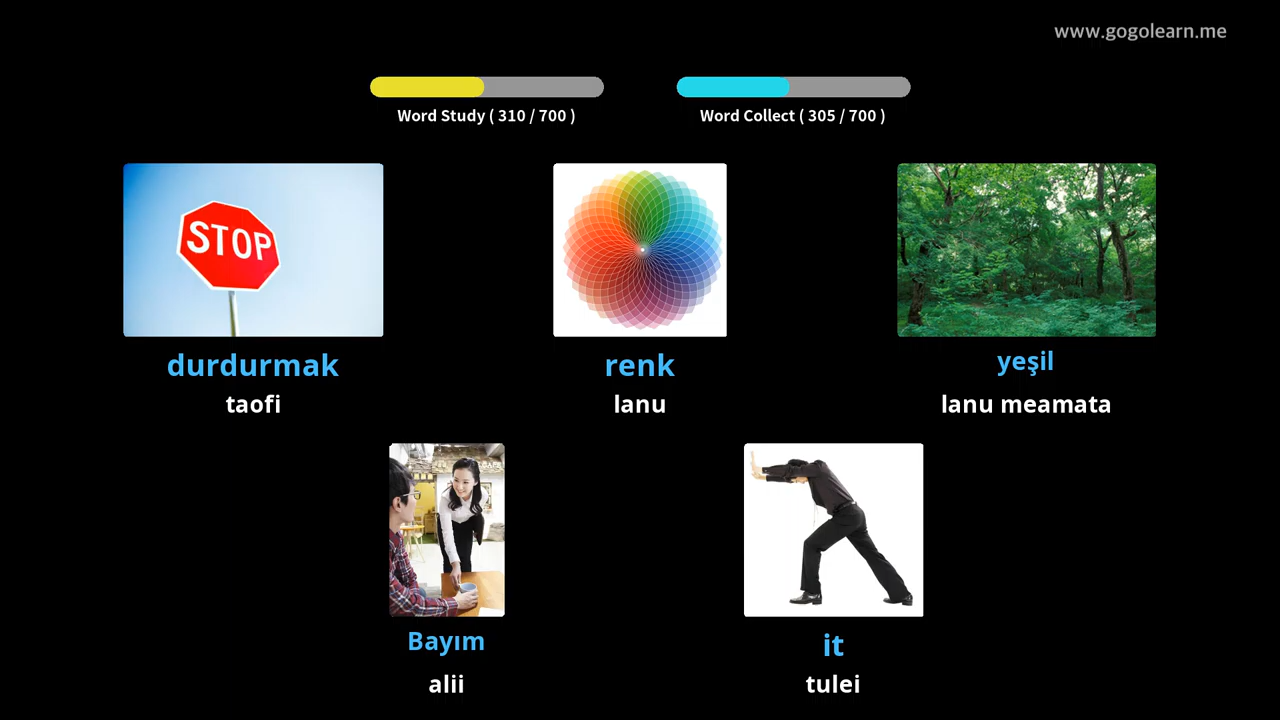 www.gogolearn.me
Word Study ( 310 / 700 )
Word Collect ( 305 / 700 )
STOP
durdurmak
taofi
renk
lanu
yeşil
lanu meamata
Bayım
alii
it
tulei